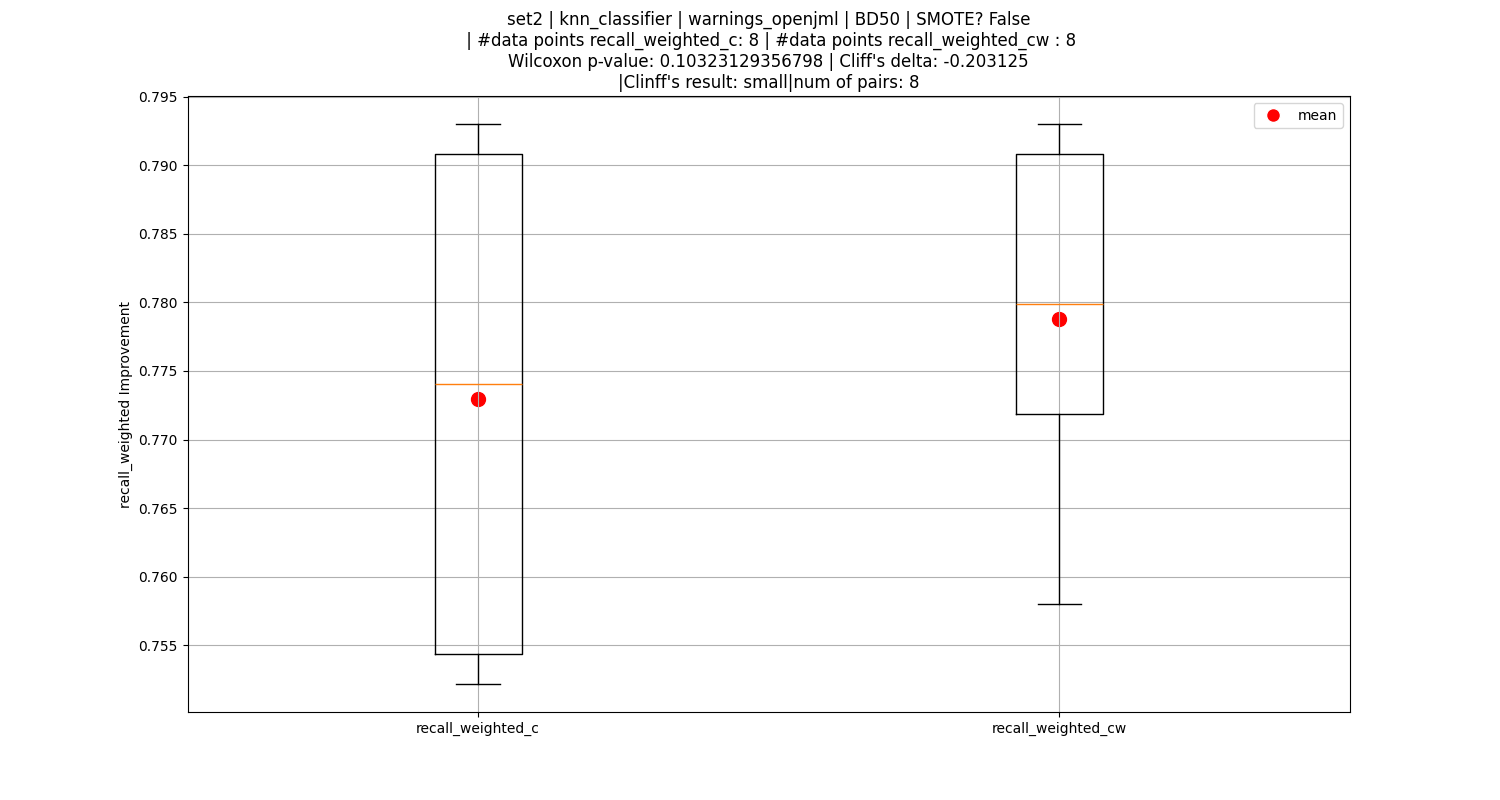 set2 | knn_classifier | warnings_openjml | BD50 | SMOTE? False
| #data points recall_weighted_c: 8 | #data points recall_weighted_cw : 8
Wilcoxon p-value: 0.10323129356798 | Cliff's delta: -0.203125
|Clinff's result: small|num of pairs: 8
mean
0.795
0.790
0.785
0.780
0.775
0.770
0.765
0.760
0.755
recall_weighted Improvement
recall_weighted_c
recall_weighted_cw